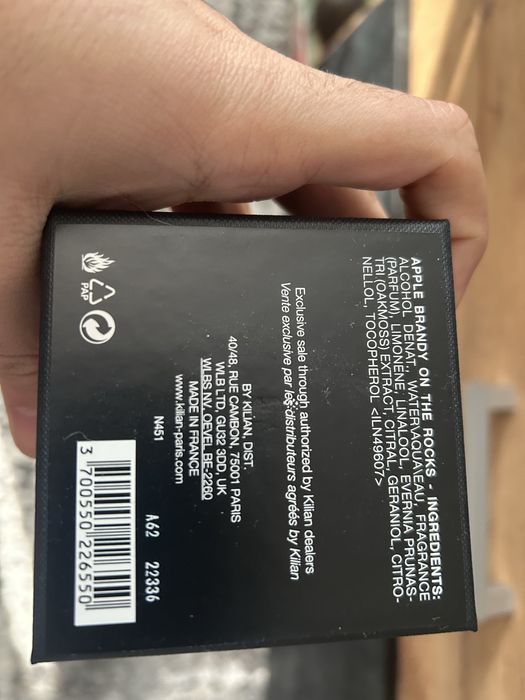 APPLE BRANDY ON THE ROCKS - INGREDIENTS:
ALCOHOL DENAT., WATER\AQUA\EAU, FRAGRANCE
(PARFUM), LIMONENE, LINALOOL, EVERNIA PRUNAS-
TRI (OAKMOSS) EXTRACT, CITRAL, GERANIOL, CITRO-
NELLOL, TOCOPHEROL <ILN49607>
Exclusive sale through authorized by Kilian dealers
Vente exclusive par les distributeurs agréés by Kilian
BY KILIAN, DIST.
40/48, RUE CAMBON, 75001 PARIS
WLB LTD, GU32 3DD, UK
WLBS NV, OEVEL, BE-2260
www.kilian-paris.com
MADE IN FRANCE
N451
A62 22336
3 700550 226550
PAP